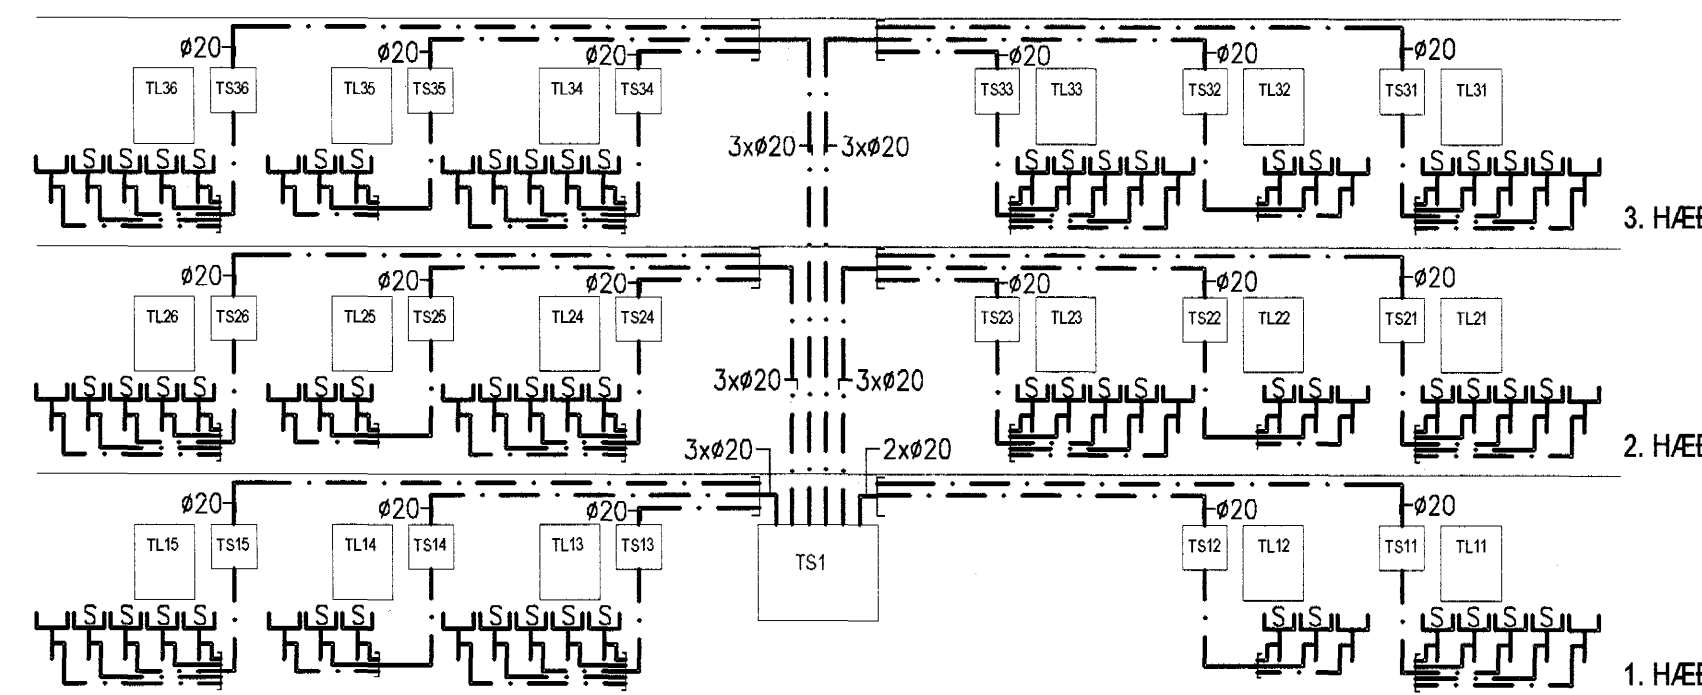 ø20 ø20 ø20 ø20 ø20 ø20
TL36 TS36 TL35 TS35 TL34 TS34 TS33 TL33 TS32 TL32 TS31 TL31
3xø20 3xø20
S S S S S S S S S S S S S S S S S S S
3. HÆÐ
ø20 ø20 ø20 ø20 ø20 ø20
TL26 TS26 TL25 TS25 TL24 TS24 TS23 TL23 TS22 TL22 TS21 TL21
3xø20 3xø20
S S S S S S S S S S S S S S S S S S S
3xø20 2xø20
2. HÆÐ
ø20 ø20 ø20 ø20 ø20
TL15 TS15 TL14 TS14 TL13 TS13 TS1 TS12 TL12 TS11 TL11
S S S S S S S S S S S S S S S S
1. HÆÐ